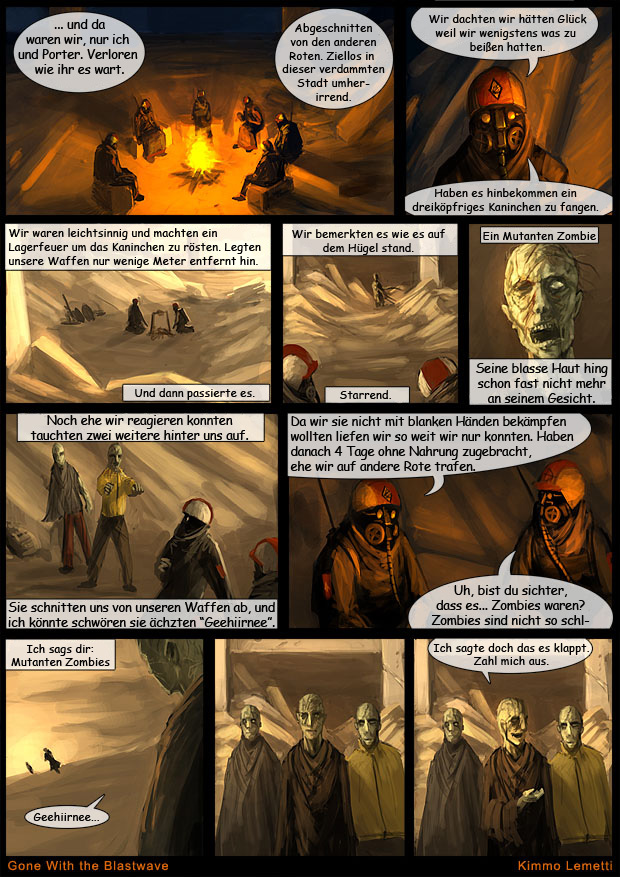 ... und da
waren wir, nur ich
und Porter. Verloren
wie ihr es wart.
Abgeschnitten
von den anderen
Roten. Ziellos in
dieser verdammten
Stadt umher-
irrend.
Wir dachten wir hätten Glück
weil wir wenigstens was zu
beißen hatten.
Haben es hinbekommen ein
dreiköpfriges Kaninchen zu fangen.
Wir waren leichtsinnig und machten ein
Lagerfeuer um das Kaninchen zu rösten. Legten
unsere Waffen nur wenige Meter entfernt hin.
Und dann passierte es.
Wir bemerkten es wie es auf
dem Hügel stand.
Starrend.
Ein Mutanten Zombie
Seine blasse Haut hing
schon fast nicht mehr
an seinem Gesicht.
Noch ehe wir reagieren konnten
tauchten zwei weitere hinter uns auf.
Sie schnitten uns von unseren Waffen ab, und
ich könnte schwören sie ächzten "Geehiirnee".
Da wir sie nicht mit blanken Händen bekämpfen
wollten liefen wir so weit wir nur konnten. Haben
danach 4 Tage ohne Nahrung zugebracht,
ehe wir auf andere Rote trafen.
Uh, bist du sichter,
dass es... Zombies waren?
Zombies sind nicht so schl-
Ich sags dir:
Mutanten Zombies
Geehiirnee...
Ich sagte doch das es klappt.
Zahl mich aus.
Gone With the Blastwave
Kimmo Lemetti